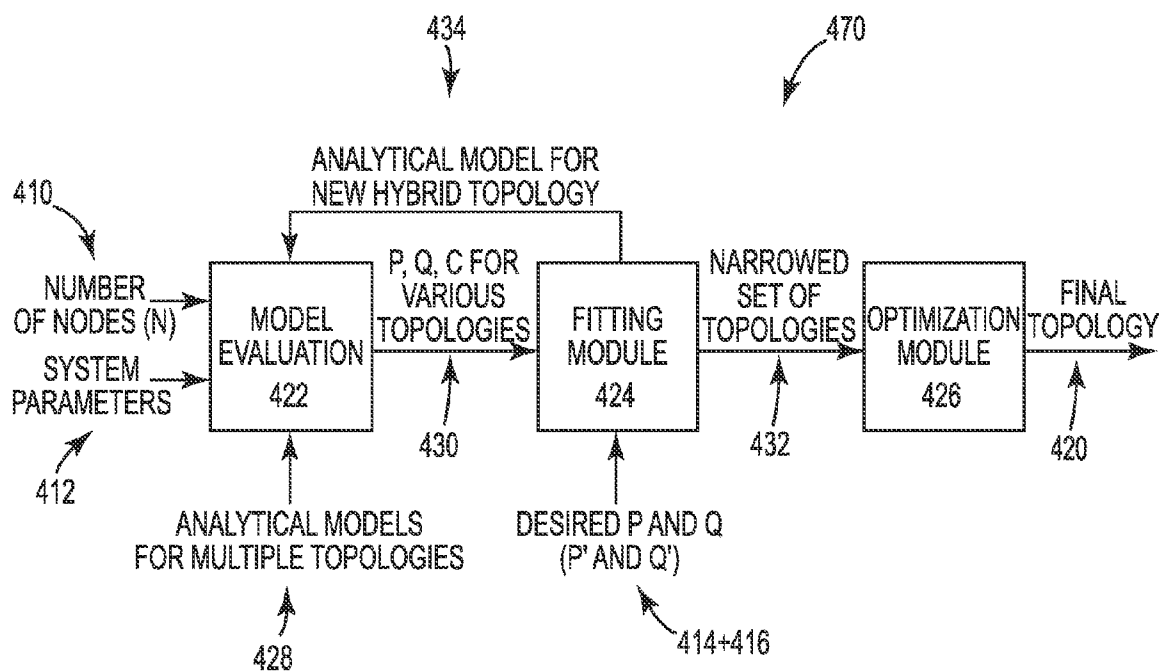 434
470
ANALYTICAL MODEL FOR
NEW HYBRID TOPOLOGY
410
NUMBER
OF NODES (N)
SYSTEM
PARAMETERS
412
MODEL
EVALUATION
422
P, Q, C FOR
VARIOUS
TOPOLOGIES
430
FITTING
MODULE
424
NARROWED
SET OF
TOPOLOGIES
432
OPTIMIZATION
MODULE
426
FINAL
TOPOLOGY
420
ANALYTICAL MODELS
FOR MULTIPLE TOPOLOGIES
428
DESIRED P AND Q
(P' AND Q')
414+416